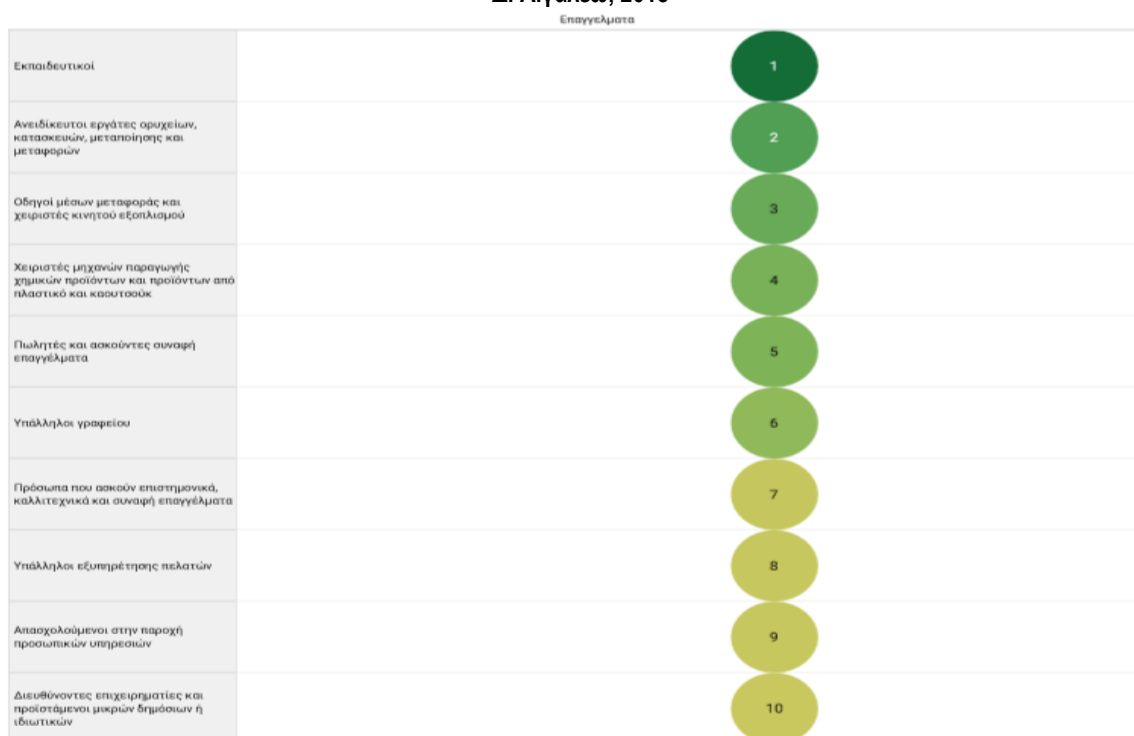 Επαγγέλματα
Εκπαιδευτικοί
1
Ανειδίκευτοι εργάτες ορυχείων,
κατασκευών, μεταποίησης και
μεταφορών
2
Οδηγοί μέσων μεταφοράς και
χειριστές κινητού εξοπλισμού
3
Χειριστές μηχανών παραγωγής
χημικών προϊόντων και προϊόντων από
πλαστικό και καουτσούκ
4
Πωλητές και ασκούντες συναφή
επαγγέλματα
5
Υπάλληλοι γραφείου
6
Πρόσωπα που ασκούν επιστημονικά,
καλλιτεχνικά και συναφή επαγγέλματα
7
Υπάλληλοι εξυπηρέτησης πελατών
8
Απασχολούμενοι στην παροχή
προσωπικών υπηρεσιών
9
Διευθύνοντες επιχειρηματίες και
προϊστάμενοι μικρών δημόσιων ή
ιδιωτικών
10